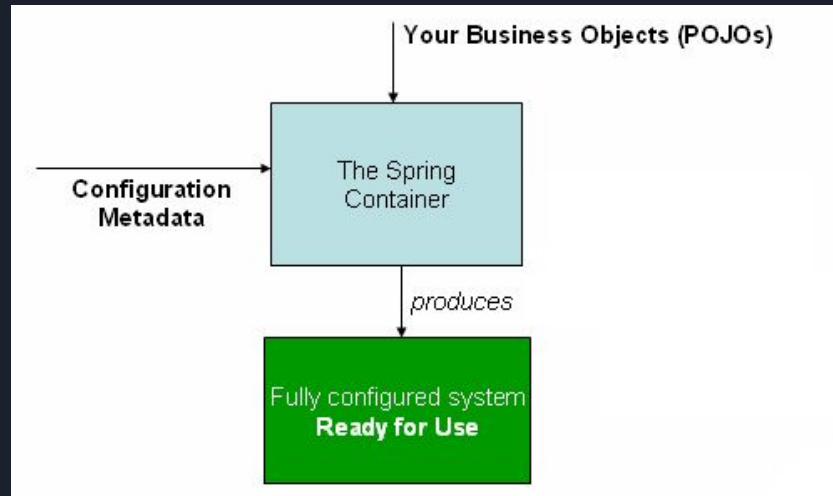 Your Business Objects (POJOs)
The Spring
Container
Configuration
Metadata
produces
Fully configured system
Ready for Use